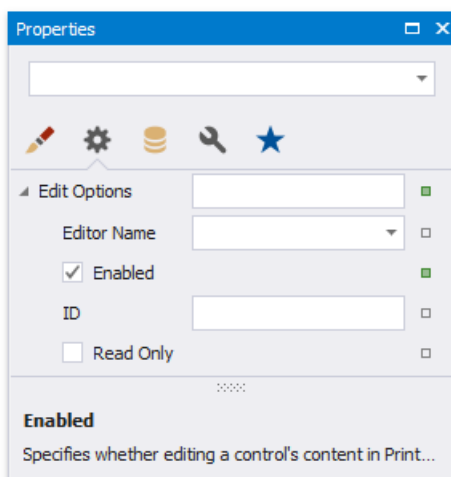 Properties
Edit Options
Editor Name
Enabled
ID
Read Only
Enabled
Specifies whether editing a control's content in Print...